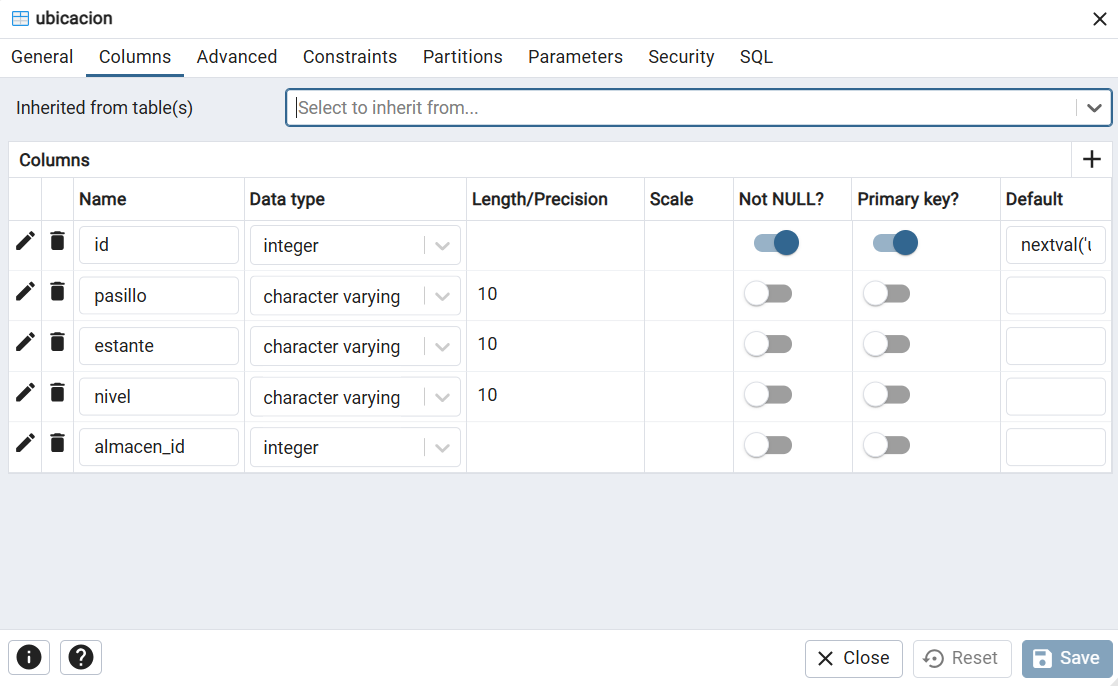 ubicacion
General Columns Advanced Constraints Partitions Parameters Security SQL
Inherited from table(s) Select to inherit from...
Columns
Name Data type Length/Precision Scale Not NULL? Primary key? Default
id integer nextval('u
pasillo character varying 10
estante character varying 10
nivel character varying 10
almacen_id integer
Close Reset Save